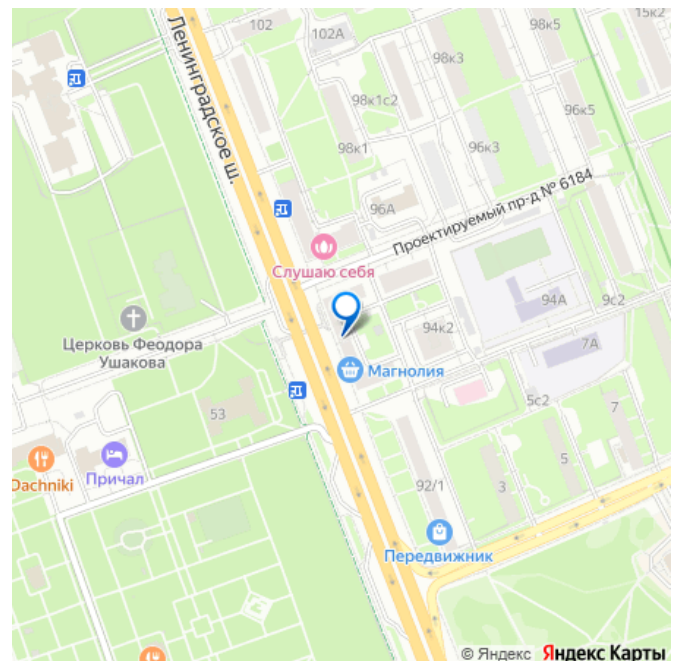 102
102А
98к5
15к2
98к3
Ленинградское ш.
98к1с2
96к5
98к1
96к3
96А
Проектируемый пр-д № 6184
Слушаю себя
94А
9с2
94к2
7А
Церковь Феодора
Ушакова
Магнолия
5с2
7
53
5
Dachniki
Причал
92/1
3
Передвижник
© Яндекс Яндекс Карты